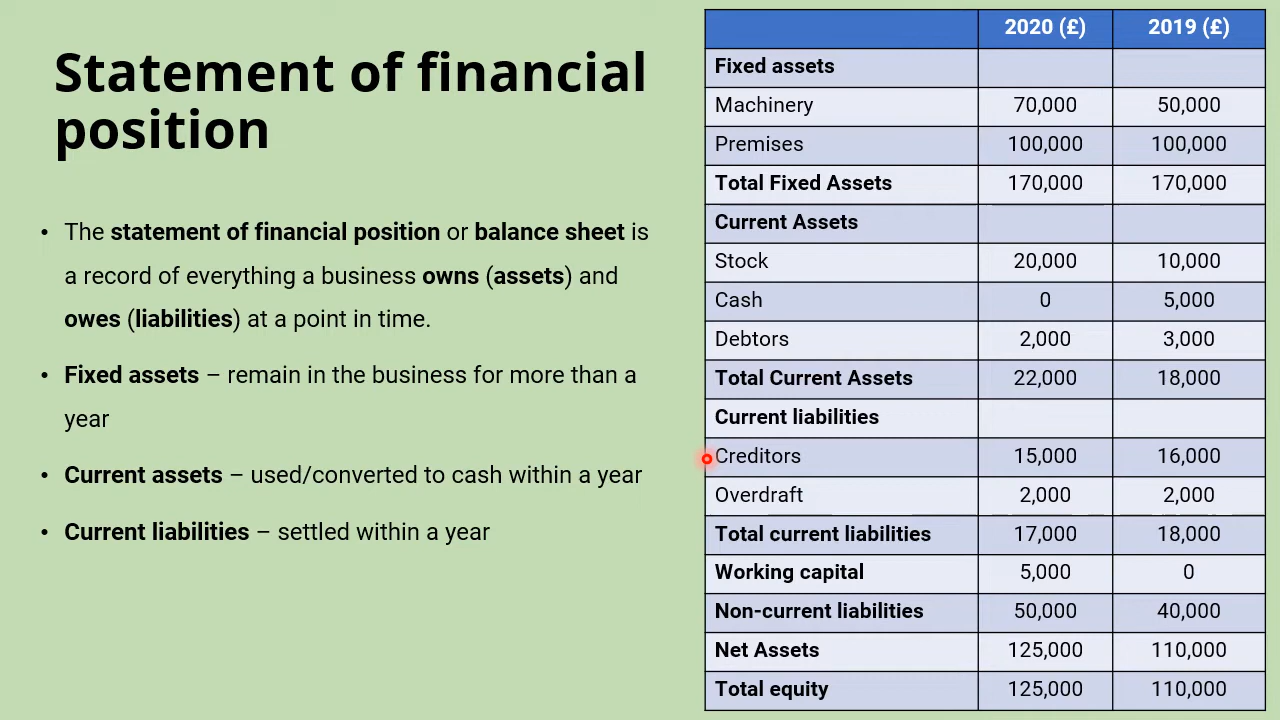 Statement of financial
position
• The statement of financial position or balance sheet is
a record of everything a business owns (assets) and
owes (liabilities) at a point in time.
• Fixed assets – remain in the business for more than a
year
• Current assets – used/converted to cash within a year
• Current liabilities – settled within a year
2020 (£) 2019 (£)
Fixed assets
Machinery 70,000 50,000
Premises 100,000 100,000
Total Fixed Assets 170,000 170,000
Current Assets
Stock 20,000 10,000
Cash 0 5,000
Debtors 2,000 3,000
Total Current Assets 22,000 18,000
Current liabilities
Creditors 15,000 16,000
Overdraft 2,000 2,000
Total current liabilities 17,000 18,000
Working capital 5,000 0
Non-current liabilities 50,000 40,000
Net Assets 125,000 110,000
Total equity 125,000 110,000